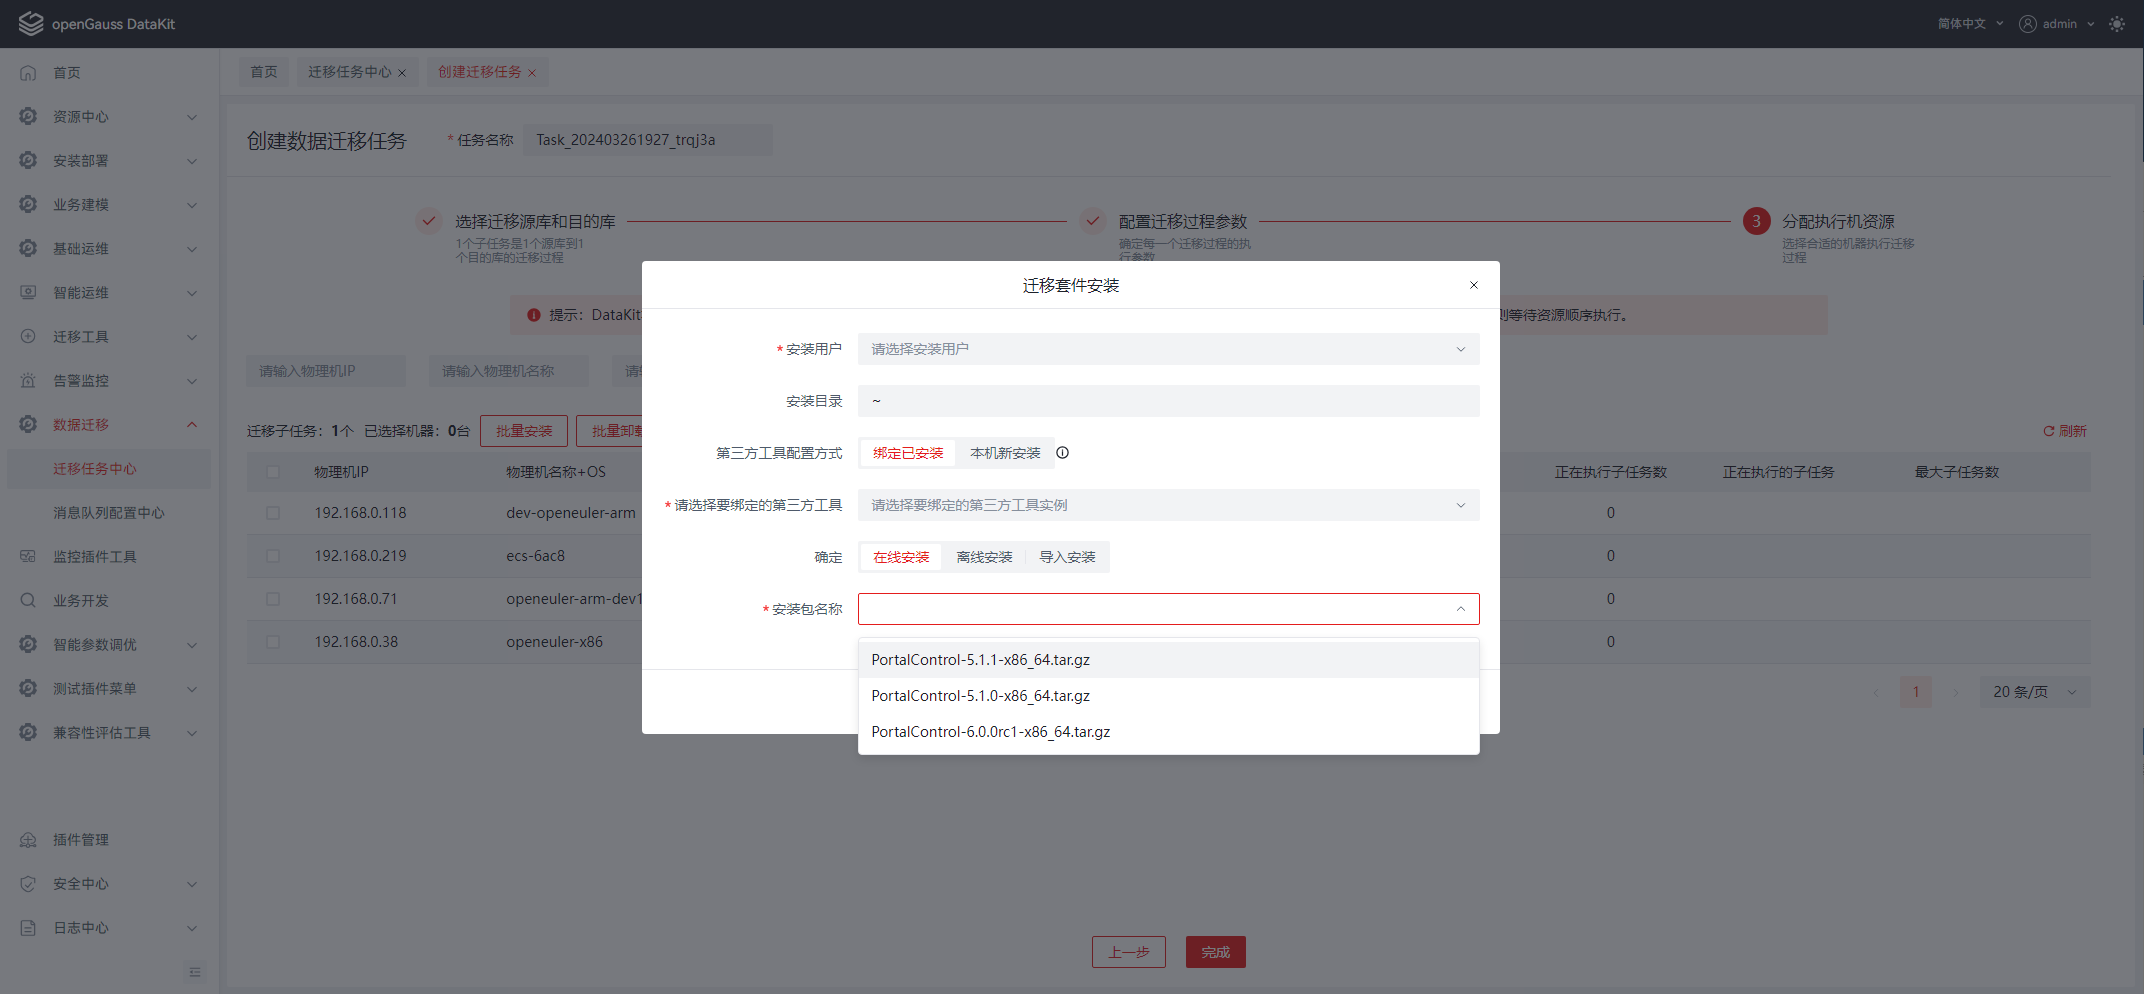 openGauss DataKit
简体中文
admin
首页
资源中心
安装部署
业务建模
基础运维
智能运维
迁移工具
告警监控
数据迁移
迁移任务中心
消息队列配置中心
监控插件工具
业务开发
智能参数调优
测试插件菜单
兼容性评估工具
插件管理
安全中心
日志中心
首页
迁移任务中心
创建迁移任务
创建数据迁移任务
* 任务名称
Task_202403261927_trqj3a
选择迁移源库和目的库
1个子任务是1个源库到1
个目的库的迁移过程
配置迁移过程参数
确定每一个迁移过程的执
行参数
3
分配执行机资源
选择合适的机器执行迁移
过程
提示：DataKit
则等待资源顺序执行。
请输入物理机IP
请输入物理机名称
迁移子任务：1个 已选择机器：0台
批量安装
批量卸载
刷新
物理机IP 物理机名称+OS 正在执行子任务数 正在执行的子任务 最大子任务数
192.168.0.118 dev-openeuler-arm 0
192.168.0.219 ecs-6ac8 0
192.168.0.71 openeuler-arm-dev1 0
192.168.0.38 openeuler-x86 0
1
20 条/页
上一步
完成
迁移套件安装
* 安装用户
请选择安装用户
安装目录
~
第三方工具配置方式
绑定已安装
本机新安装
* 请选择要绑定的第三方工具
请选择要绑定的第三方工具实例
确定
在线安装
离线安装
导入安装
* 安装包名称
PortalControl-5.1.1-x86_64.tar.gz
PortalControl-5.1.0-x86_64.tar.gz
PortalControl-6.0.0rc1-x86_64.tar.gz